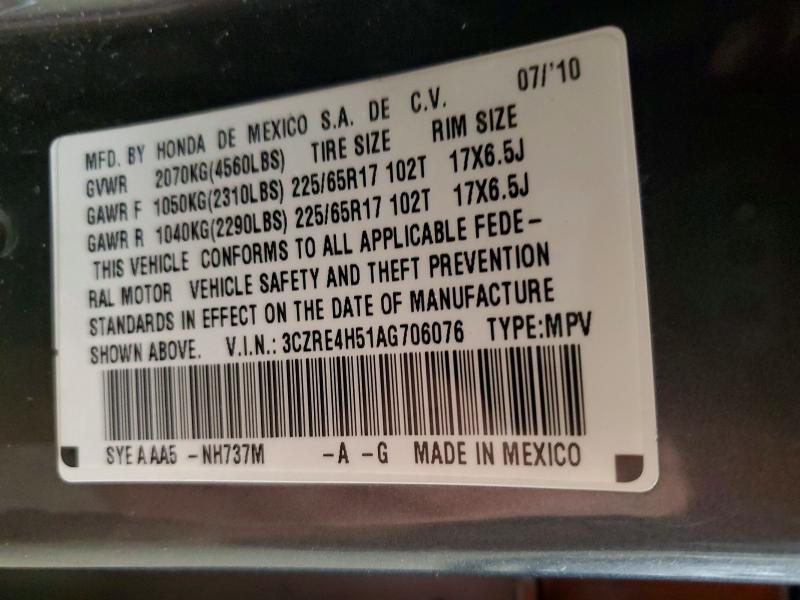 07/'10
MFD. BY HONDA DE MEXICO S.A. DE C.V.
GVWR 2070KG(4560LBS) TIRE SIZE RIM SIZE
GAWR F 1050KG(2310LBS) 225/65R17 102T 17X6.5J
GAWR R 1040KG(2290LBS) 225/65R17 102T 17X6.5J
THIS VEHICLE CONFORMS TO ALL APPLICABLE FEDE-
RAL MOTOR VEHICLE SAFETY AND THEFT PREVENTION
STANDARDS IN EFFECT ON THE DATE OF MANUFACTURE
SHOWN ABOVE. V.I.N.: 3CZRE4H51AG706076 TYPE:MPV
SYE A AA5 -NH737M -A -G MADE IN MEXICO